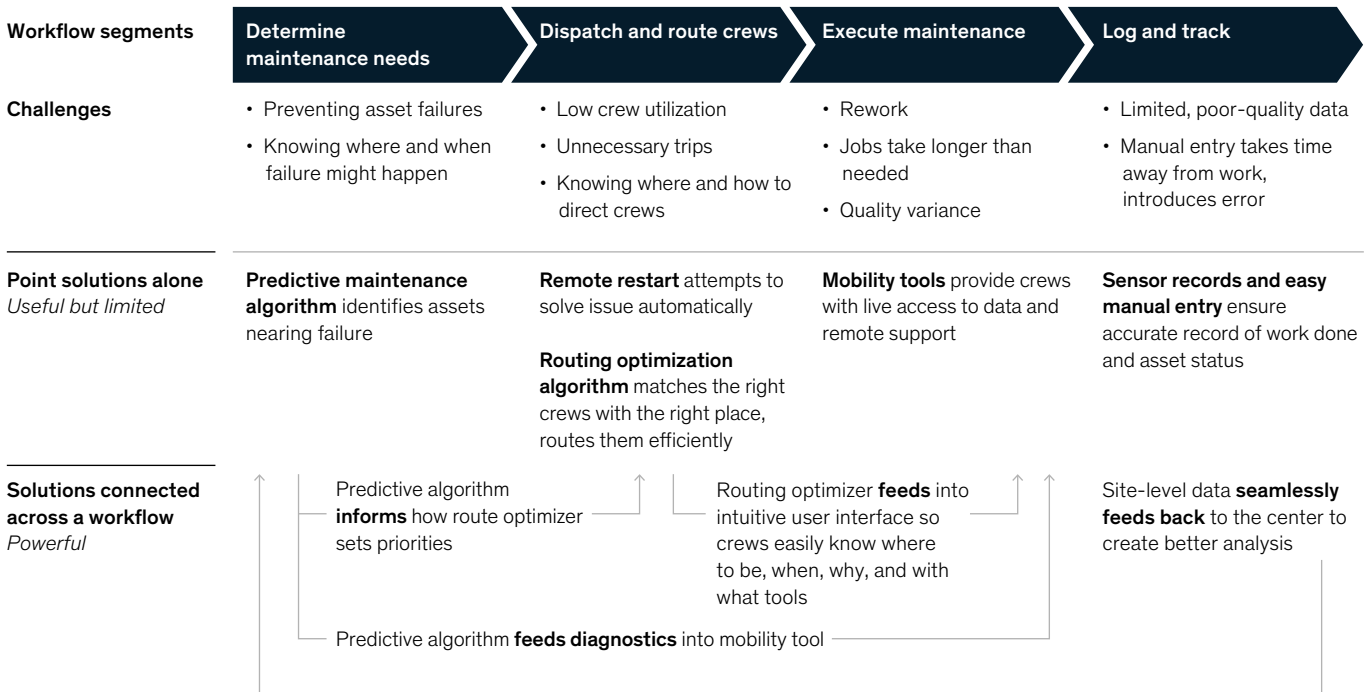 Workflow segments
Determine
maintenance needs
Dispatch and route crews
Execute maintenance
Log and track
Challenges
• Preventing asset failures
• Knowing where and when
failure might happen
• Low crew utilization
• Unnecessary trips
• Knowing where and how to
direct crews
• Rework
• Jobs take longer than
needed
• Quality variance
• Limited, poor-quality data
• Manual entry takes time
away from work,
introduces error
Point solutions alone
Useful but limited
Predictive maintenance
algorithm identifies assets
nearing failure
Remote restart attempts to
solve issue automatically
Routing optimization
algorithm matches the right
crews with the right place,
routes them efficiently
Mobility tools provide crews
with live access to data and
remote support
Sensor records and easy
manual entry ensure
accurate record of work done
and asset status
Solutions connected
across a workflow
Powerful
Predictive algorithm
informs how route optimizer
sets priorities
Routing optimizer feeds into
intuitive user interface so
crews easily know where
to be, when, why, and with
what tools
Site-level data seamlessly
feeds back to the center to
create better analysis
Predictive algorithm feeds diagnostics into mobility tool